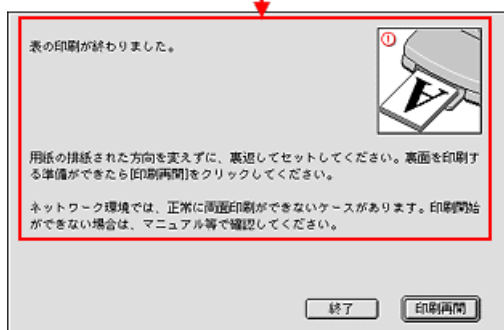 表の印刷が終わりました。
用紙の排紙された方向を変えずに、裏返してセットしてください。裏面を印刷す
る準備ができたら[印刷再開]をクリックしてください。
ネットワーク環境では、正常に両面印刷ができないケースがあります。印刷開始
ができない場合は、マニュアル等で確認してください。
終了
印刷再開
A